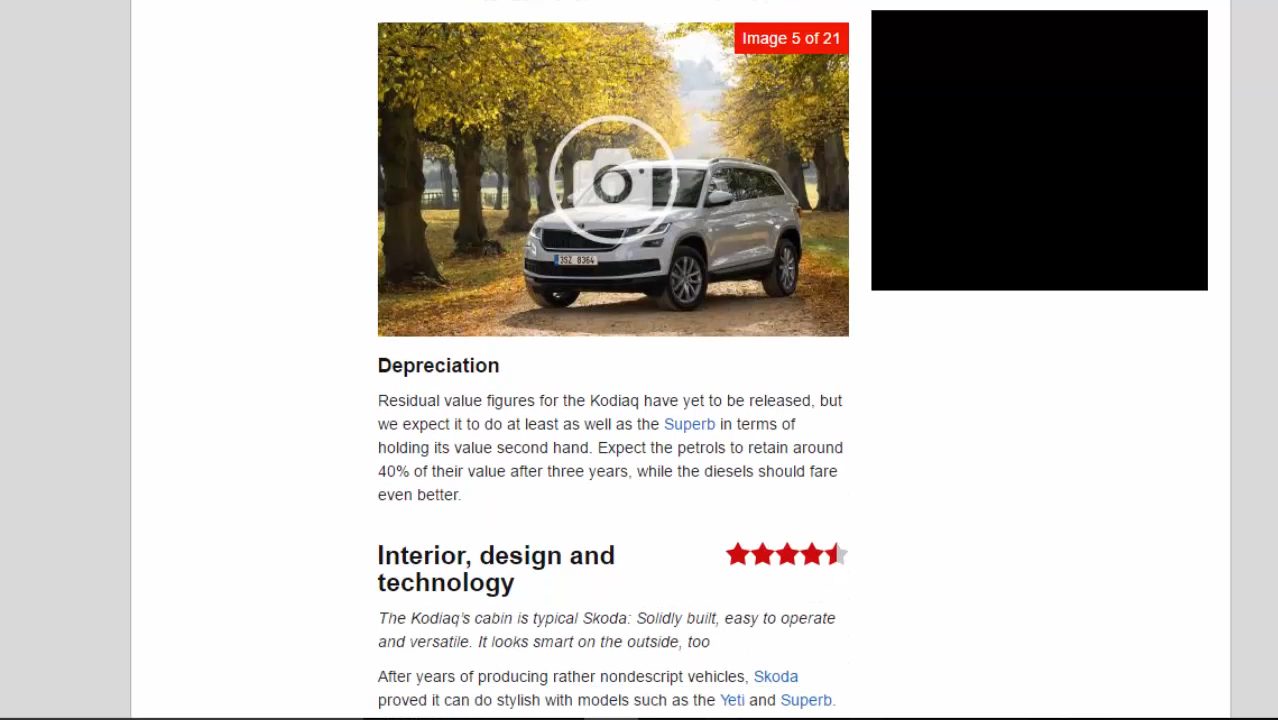 Image 5 of 21
3SZ 8364
Depreciation
Residual value figures for the Kodiaq have yet to be released, but
we expect it to do at least as well as the Superb in terms of
holding its value second hand. Expect the petrols to retain around
40% of their value after three years, while the diesels should fare
even better.
Interior, design and
technology
The Kodiaq's cabin is typical Skoda: Solidly built, easy to operate
and versatile. It looks smart on the outside, too
After years of producing rather nondescript vehicles, Skoda
proved it can do stylish with models such as the Yeti and Superb.